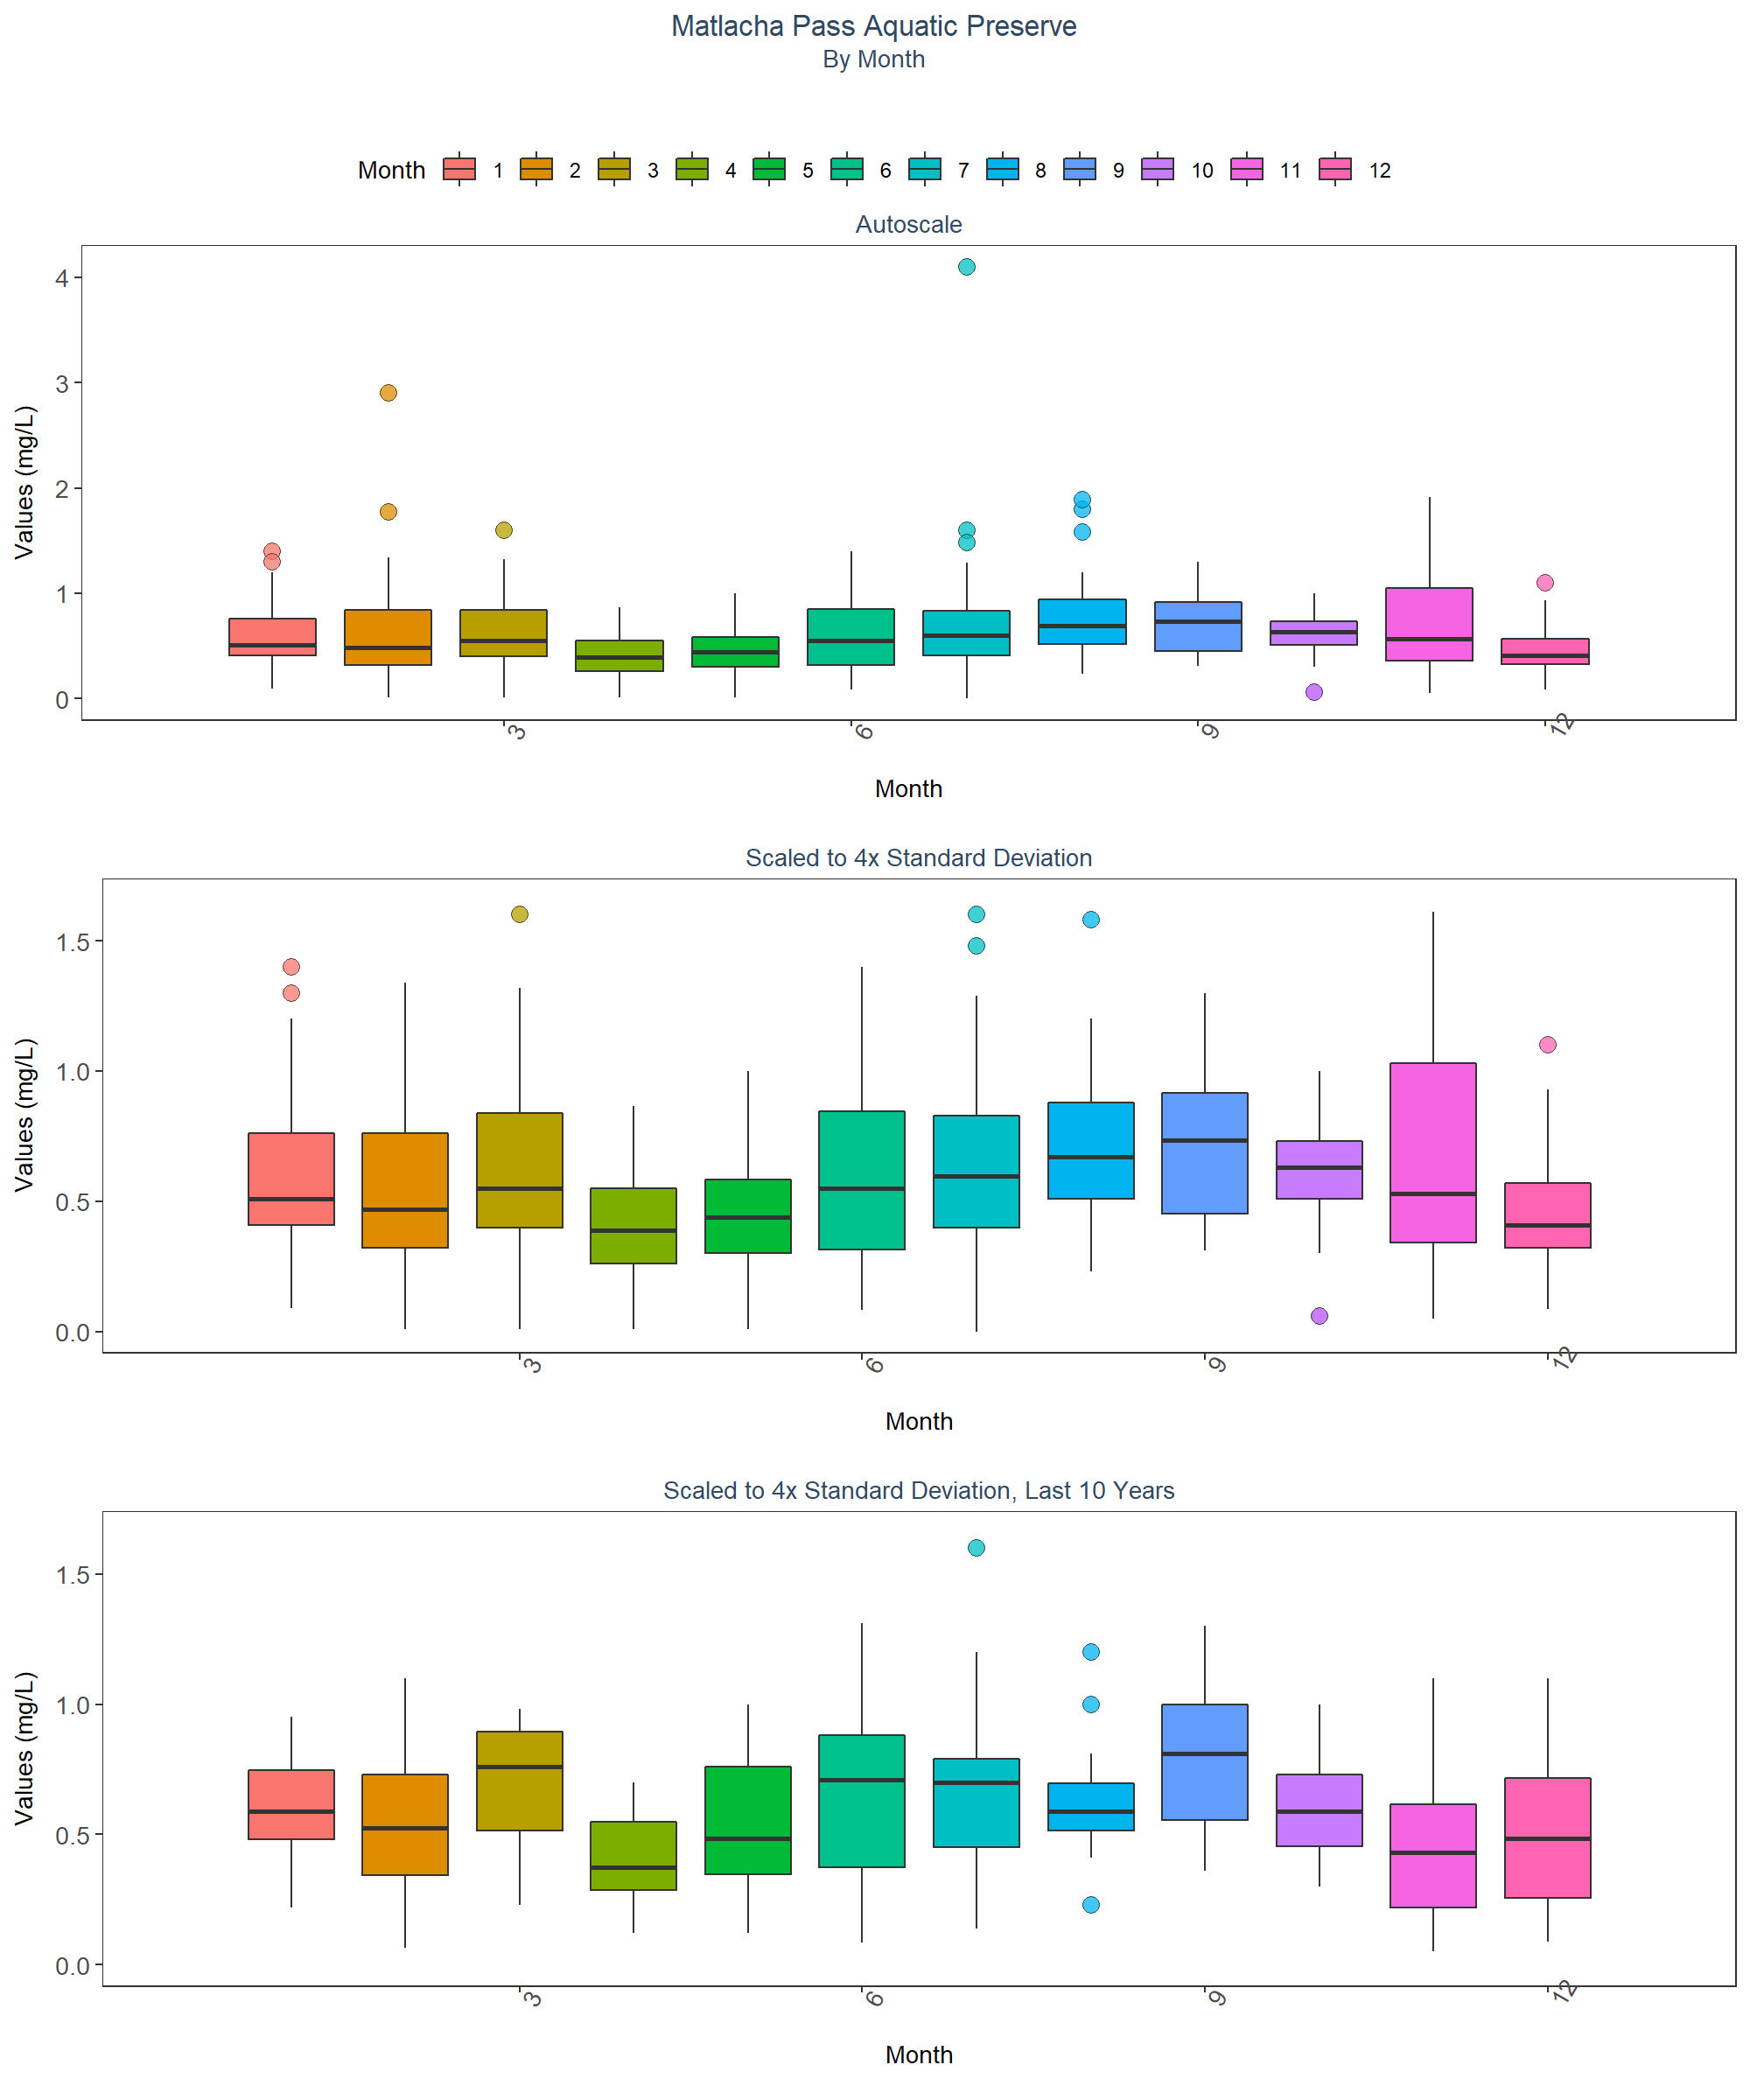 Matlacha Pass Aquatic Preserve
By Month
Month 1 2 3 4 5 6 7 8 9 10 11 12
Autoscale
Values (mg/L)
4
3
2
1
0
3 6 9 12
Month
Scaled to 4x Standard Deviation
Values (mg/L)
1.5
1.0
0.5
0.0
3 6 9 12
Month
Scaled to 4x Standard Deviation, Last 10 Years
Values (mg/L)
1.5
1.0
0.5
0.0
3 6 9 12
Month